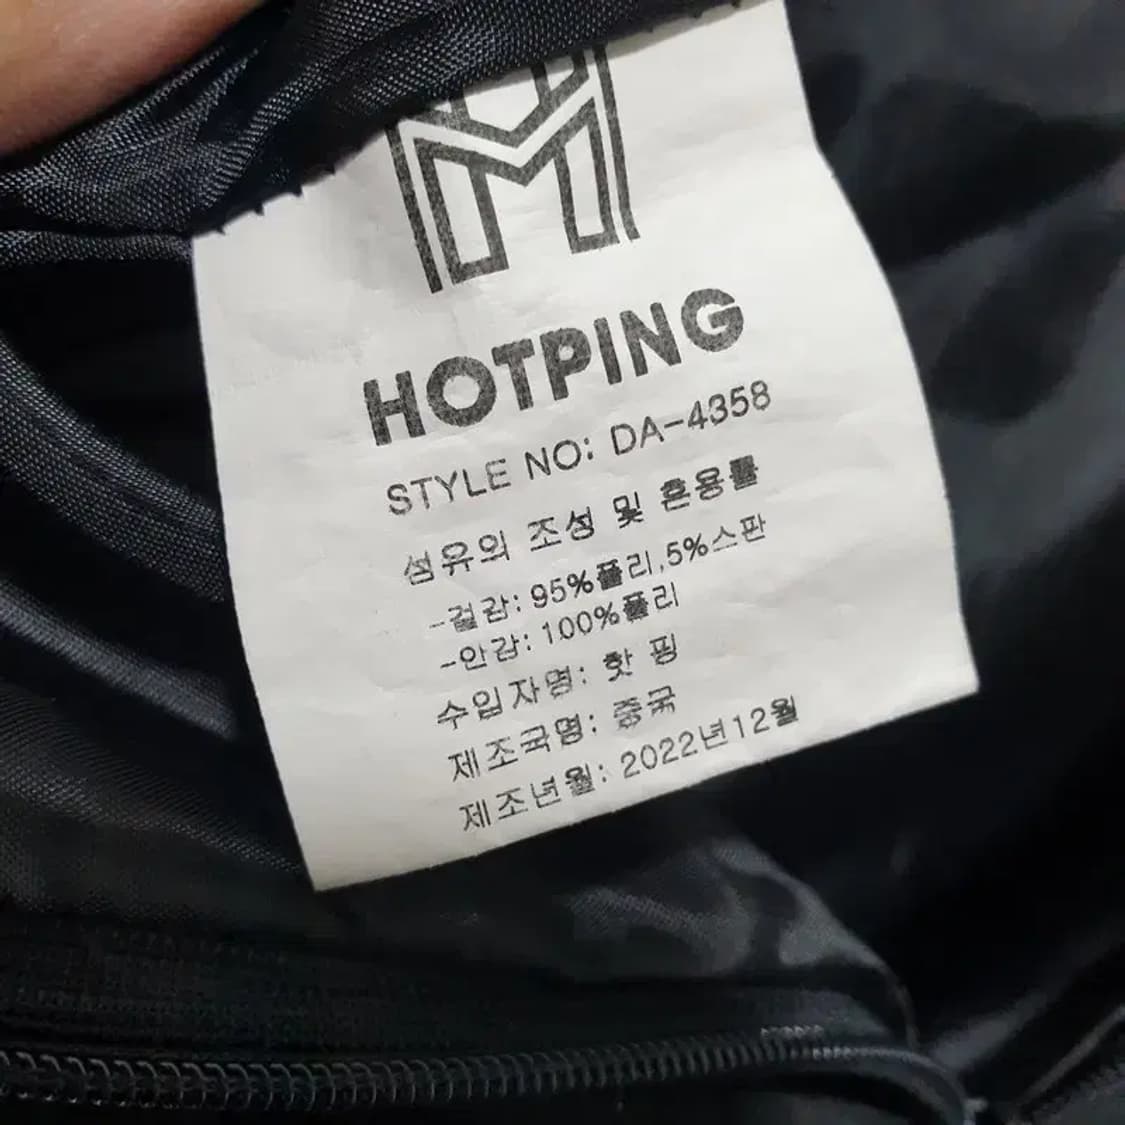 HOTPING
STYLE NO: DA-4358
섬유의 조성 및 혼용률
-겉감: 95%폴리,5%스판
-안감: 100%폴리
수입자명: 핫 핑
제조국명: 중국
제조년월: 2022년12월